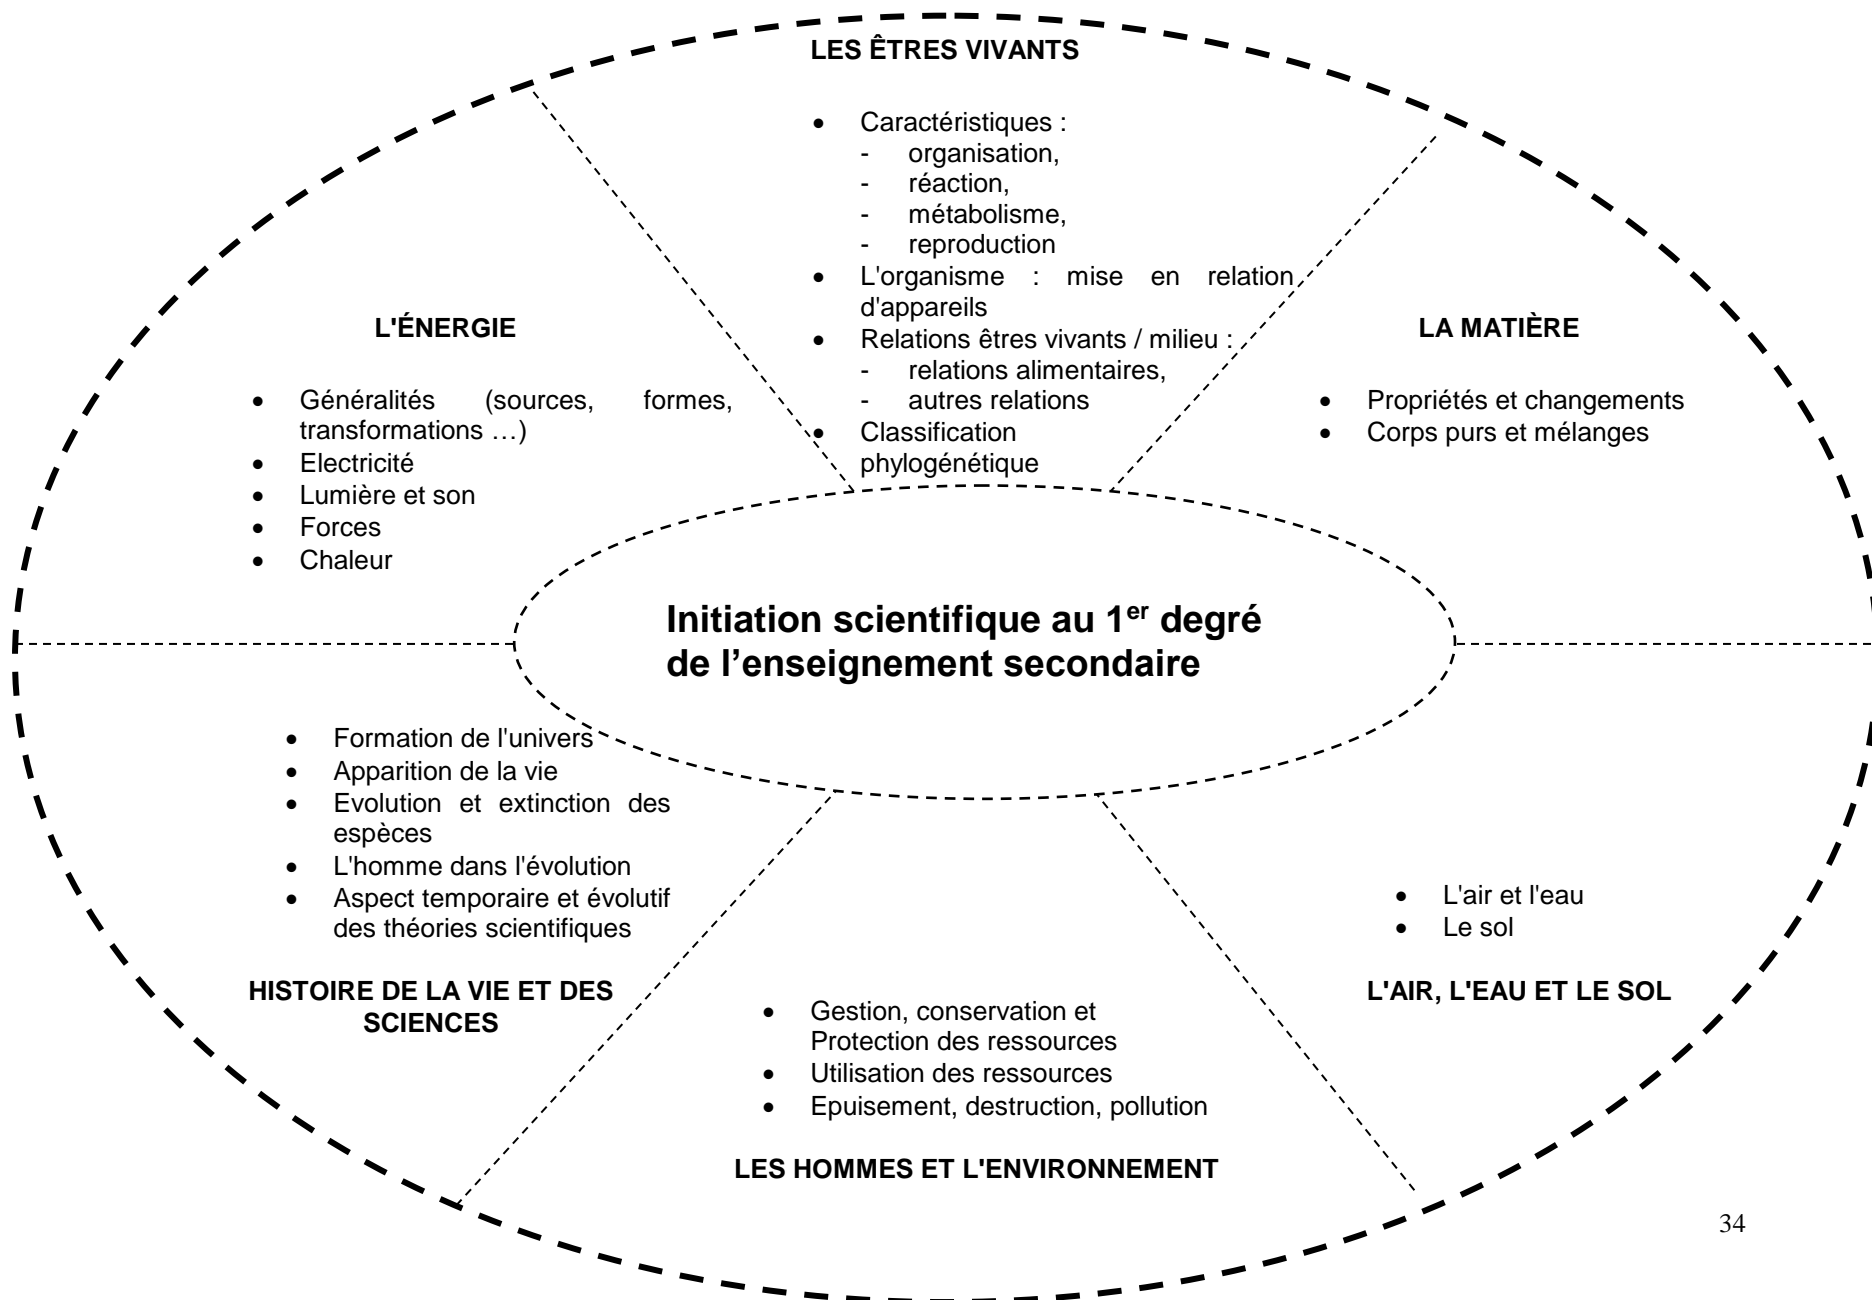 LES ÊTRES VIVANTS
• Caractéristiques :
- organisation,
- réaction,
- métabolisme,
- reproduction
• L'organisme : mise en relation
d'appareils
• Relations êtres vivants / milieu :
- relations alimentaires,
- autres relations
• Classification
phylogénétique
L'ÉNERGIE
• Généralités (sources, formes,
transformations …)
• Electricité
• Lumière et son
• Forces
• Chaleur
LA MATIÈRE
• Propriétés et changements
• Corps purs et mélanges
Initiation scientifique au 1er degré
de l’enseignement secondaire
• Formation de l'univers
• Apparition de la vie
• Evolution et extinction des
espèces
• L'homme dans l'évolution
• Aspect temporaire et évolutif
des théories scientifiques
HISTOIRE DE LA VIE ET DES
SCIENCES
• Gestion, conservation et
Protection des ressources
• Utilisation des ressources
• Epuisement, destruction, pollution
LES HOMMES ET L'ENVIRONNEMENT
• L'air et l'eau
• Le sol
L'AIR, L'EAU ET LE SOL
34